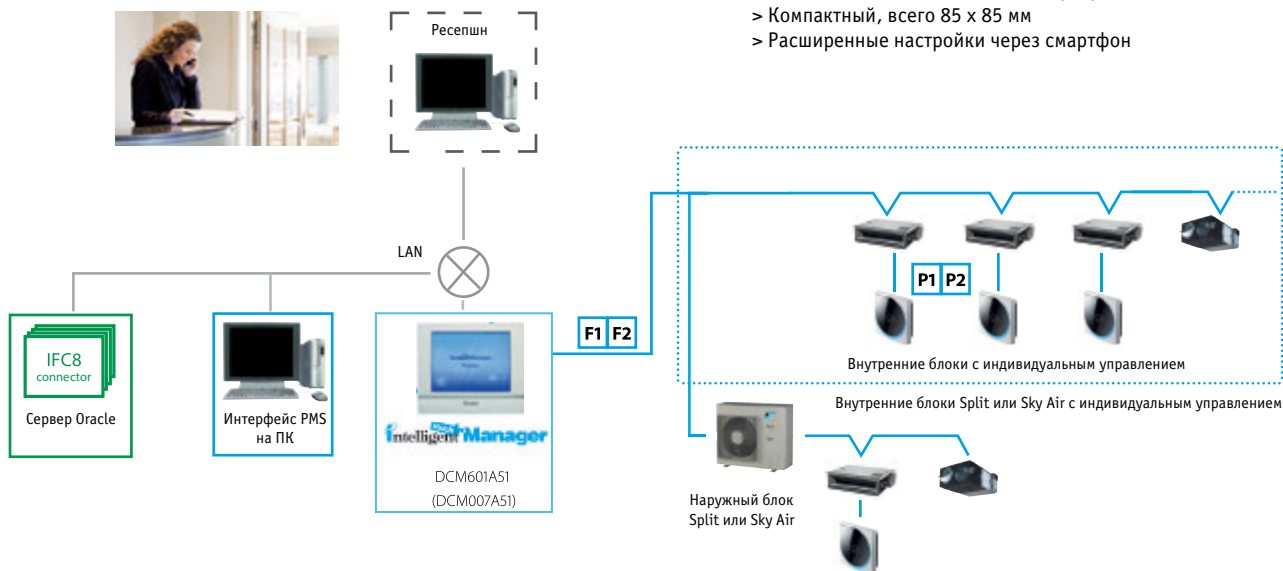 > Компактный, всего 85 x 85 мм
> Расширенные настройки через смартфон
Ресепшн
LAN
F1 F2
P1 P2
IFC8
connector
Сервер Oracle
Интерфейс PMS
на ПК
intelligent touch Manager
DCM601A51
(DCM007A51)
Внутренние блоки с индивидуальным управлением
Внутренние блоки Split или Sky Air с индивидуальным управлением
Наружный блок
Split или Sky Air